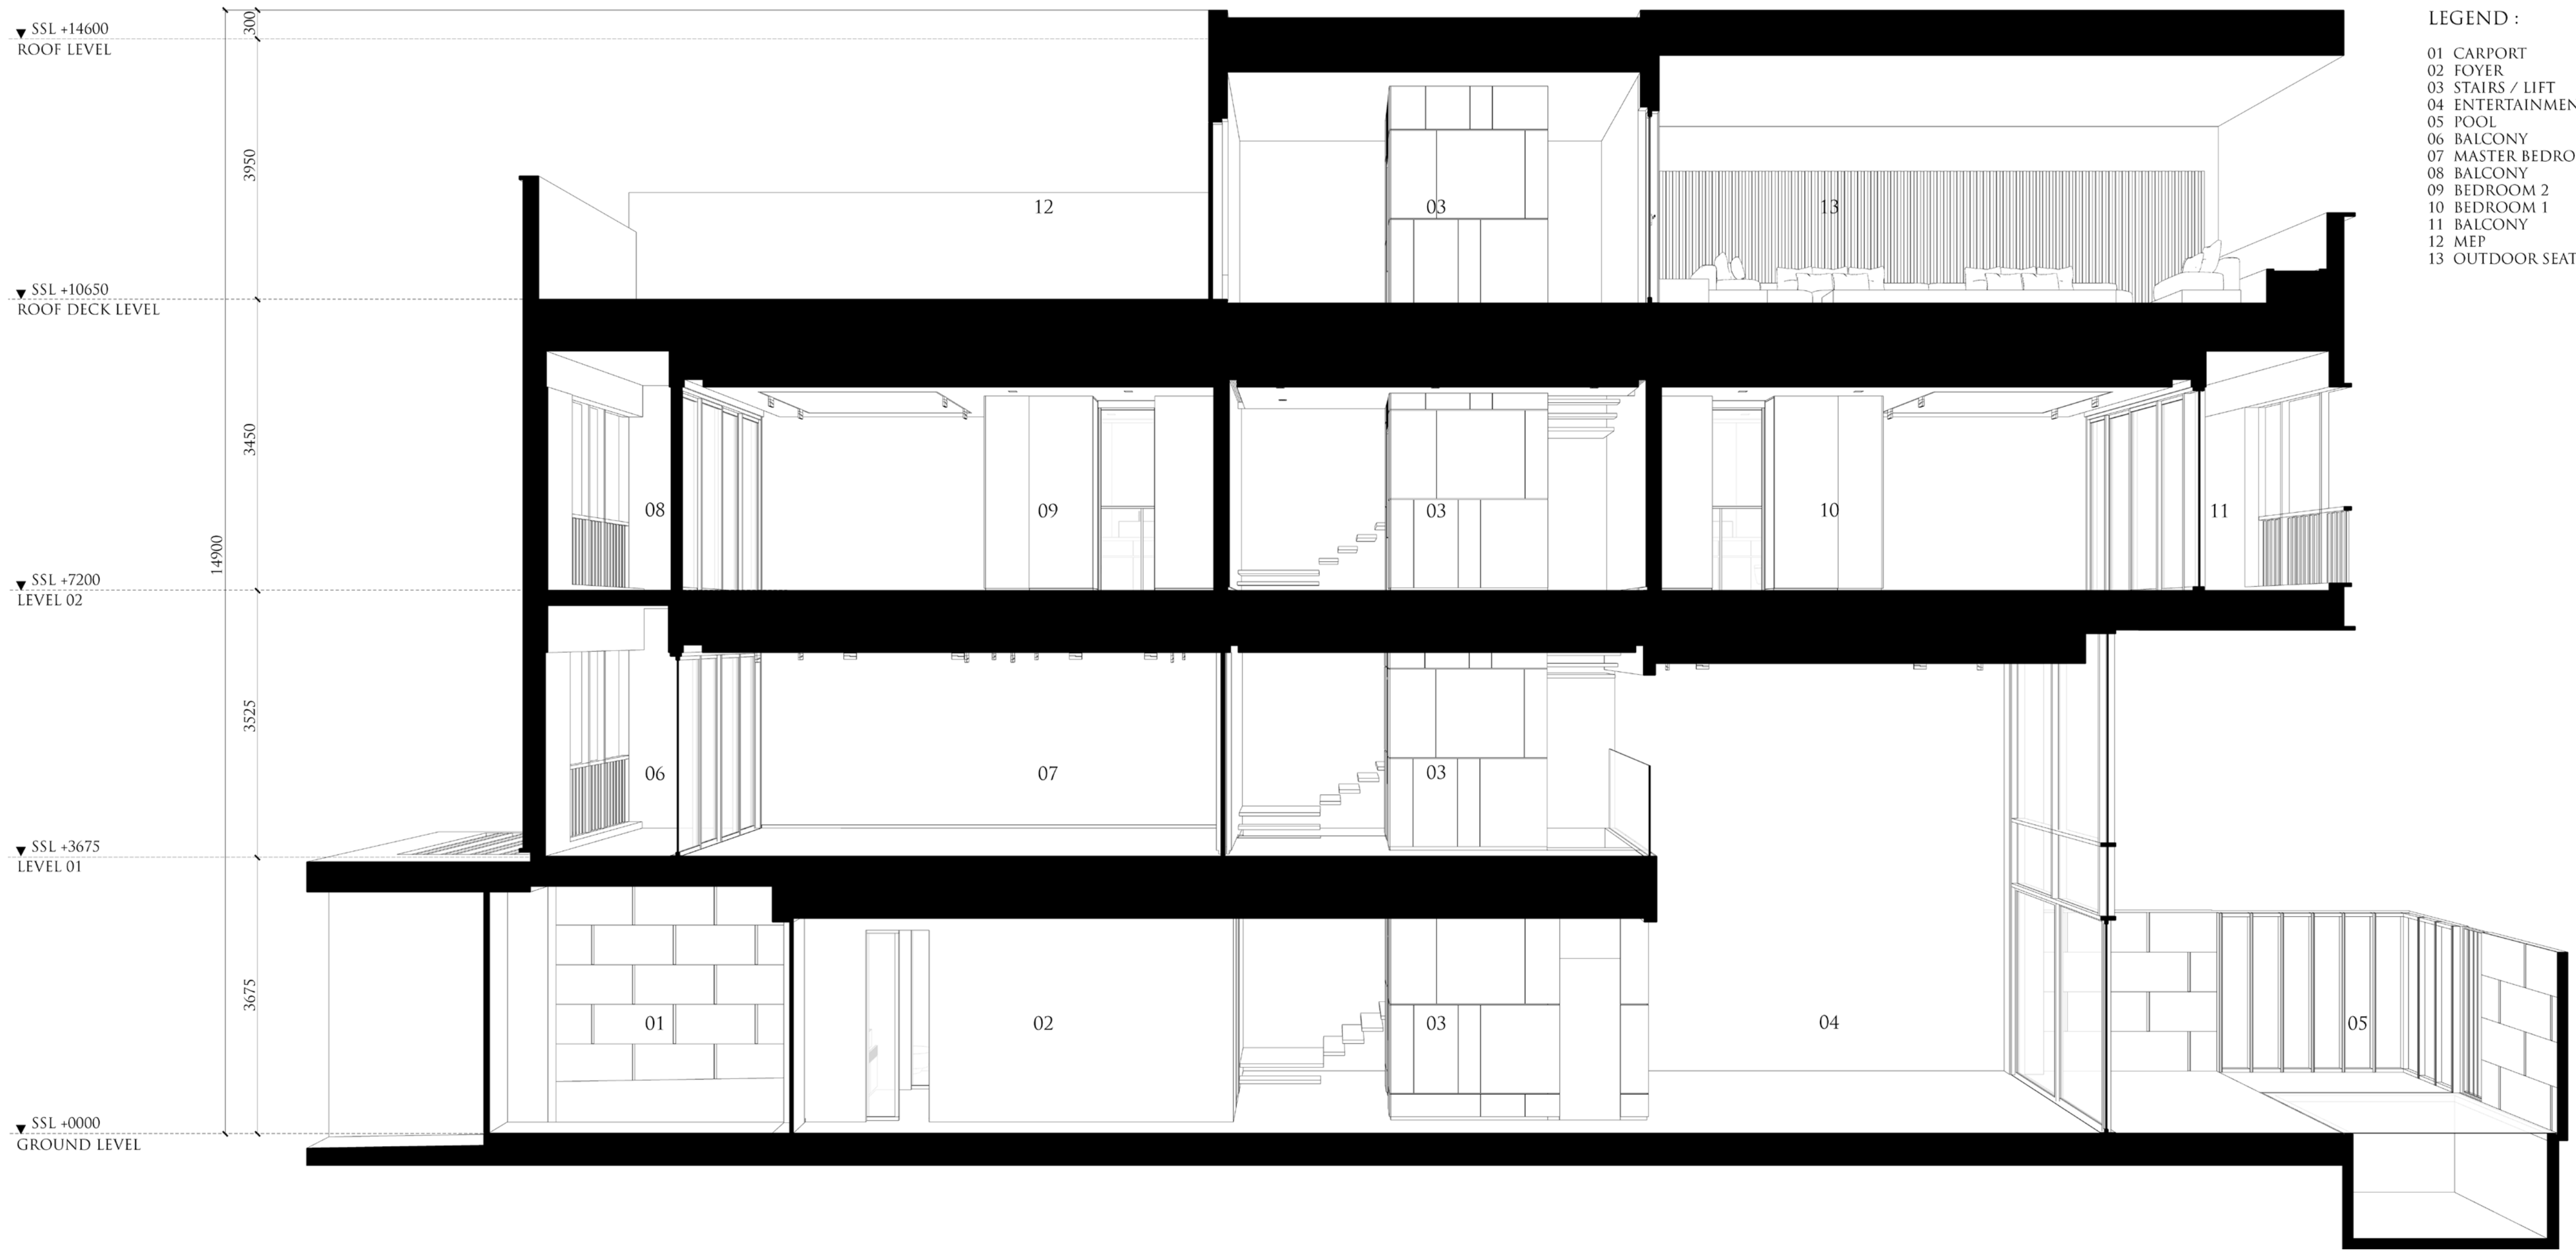 LEGEND :
01 CARPORT
02 FOYER
03 STAIRS / LIFT
04 ENTERTAINMEN
05 POOL
06 BALCONY
07 MASTER BEDRO
08 BALCONY
09 BEDROOM 2
10 BEDROOM 1
11 BALCONY
12 MEP
13 OUTDOOR SEAT
SSL +14600
ROOF LEVEL
300
3950
12
03
13
SSL +10650
ROOF DECK LEVEL
3450
08
09
03
10
11
14900
SSL +7200
LEVEL 02
3525
06
07
03
SSL +3675
LEVEL 01
3675
01
02
03
04
05
SSL +0000
GROUND LEVEL